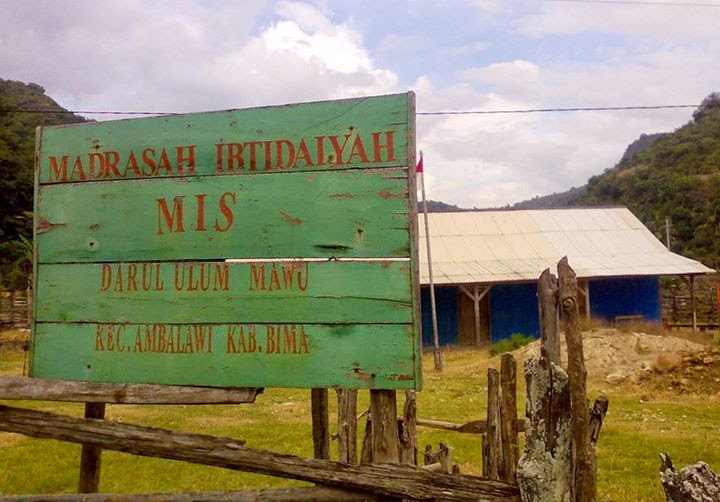 MADRASAH IBTIDAIYAH
MIS
DARUL ULUM MAWU
KEC.AMBALAWI KAB.BIMA